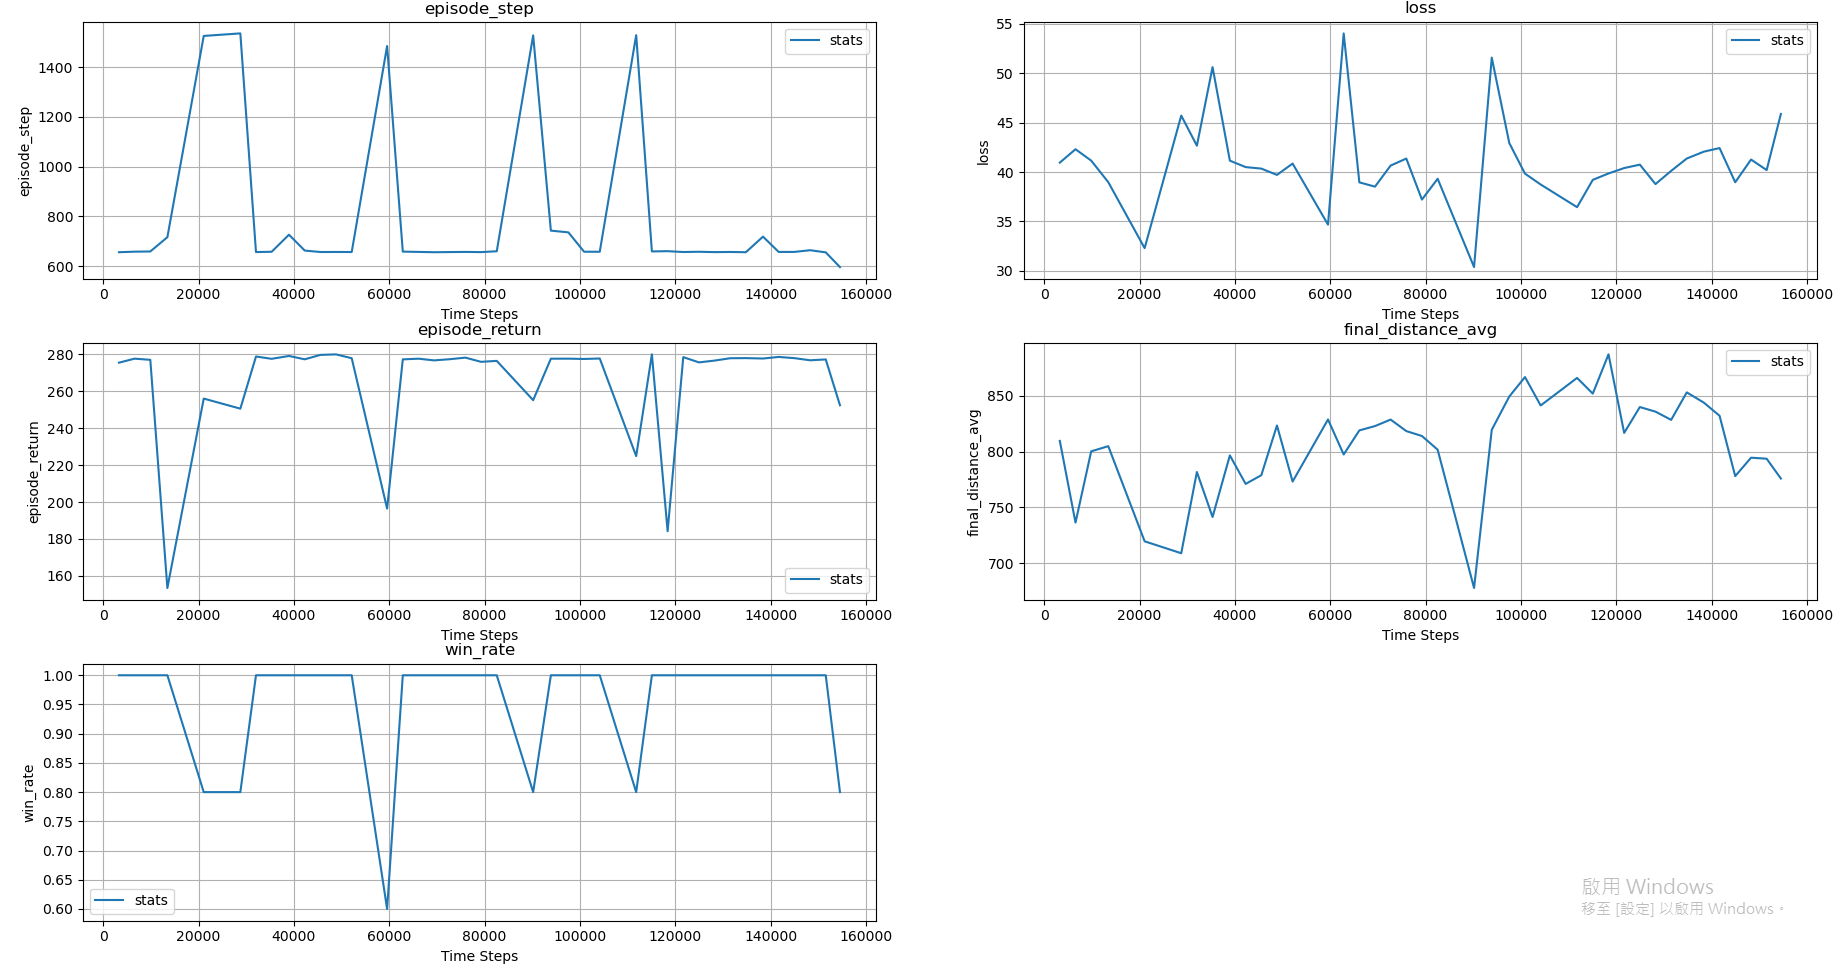 episode_step
episode_step
1400
1200
1000
800
600
stats
0 20000 40000 60000 80000 100000 120000 140000 160000
Time Steps
loss
loss
55
50
45
40
35
30
stats
0 20000 40000 60000 80000 100000 120000 140000 160000
Time Steps
episode_return
episode_return
280
260
240
220
200
180
160
stats
0 20000 40000 60000 80000 100000 120000 140000 160000
Time Steps
final_distance_avg
final_distance_avg
850
800
750
700
stats
0 20000 40000 60000 80000 100000 120000 140000 160000
Time Steps
win_rate
win_rate
1.00
0.95
0.90
0.85
0.80
0.75
0.70
0.65
0.60
stats
0 20000 40000 60000 80000 100000 120000 140000 160000
Time Steps
啟用 Windows
移至 [設定] 以啟用 Windows。